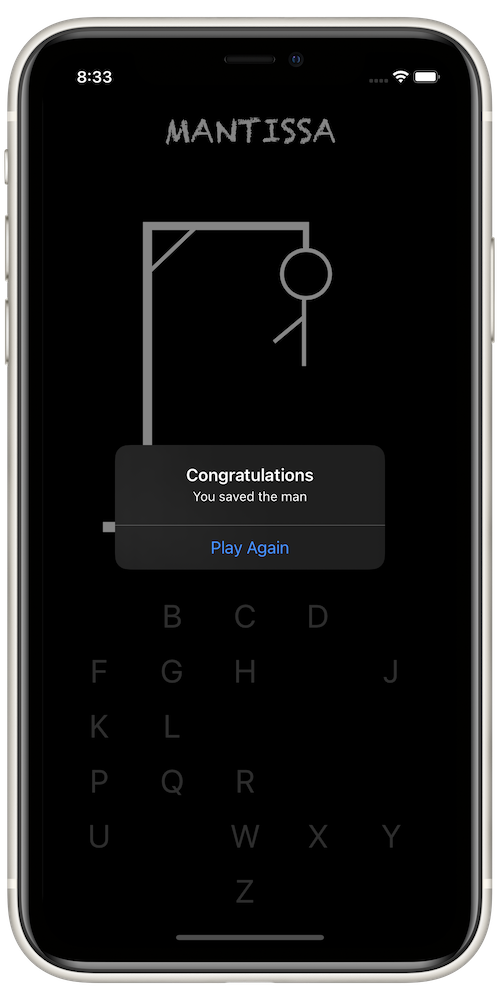 8:33
MANTISSA
Congratulations
You saved the man
Play Again
B C D
F G H J
K L
P Q R
U W X Y
Z